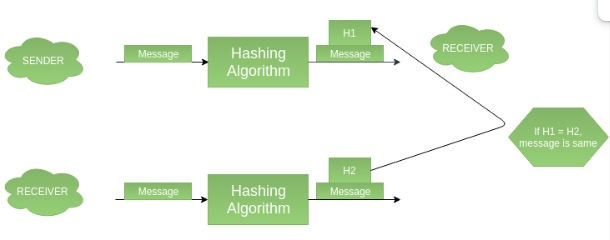 H1
SENDER
Message
Hashing
Algorithm
Message
RECEIVER
If H1 = H2,
message is same
H2
RECEIVER
Message
Hashing
Algorithm
Message